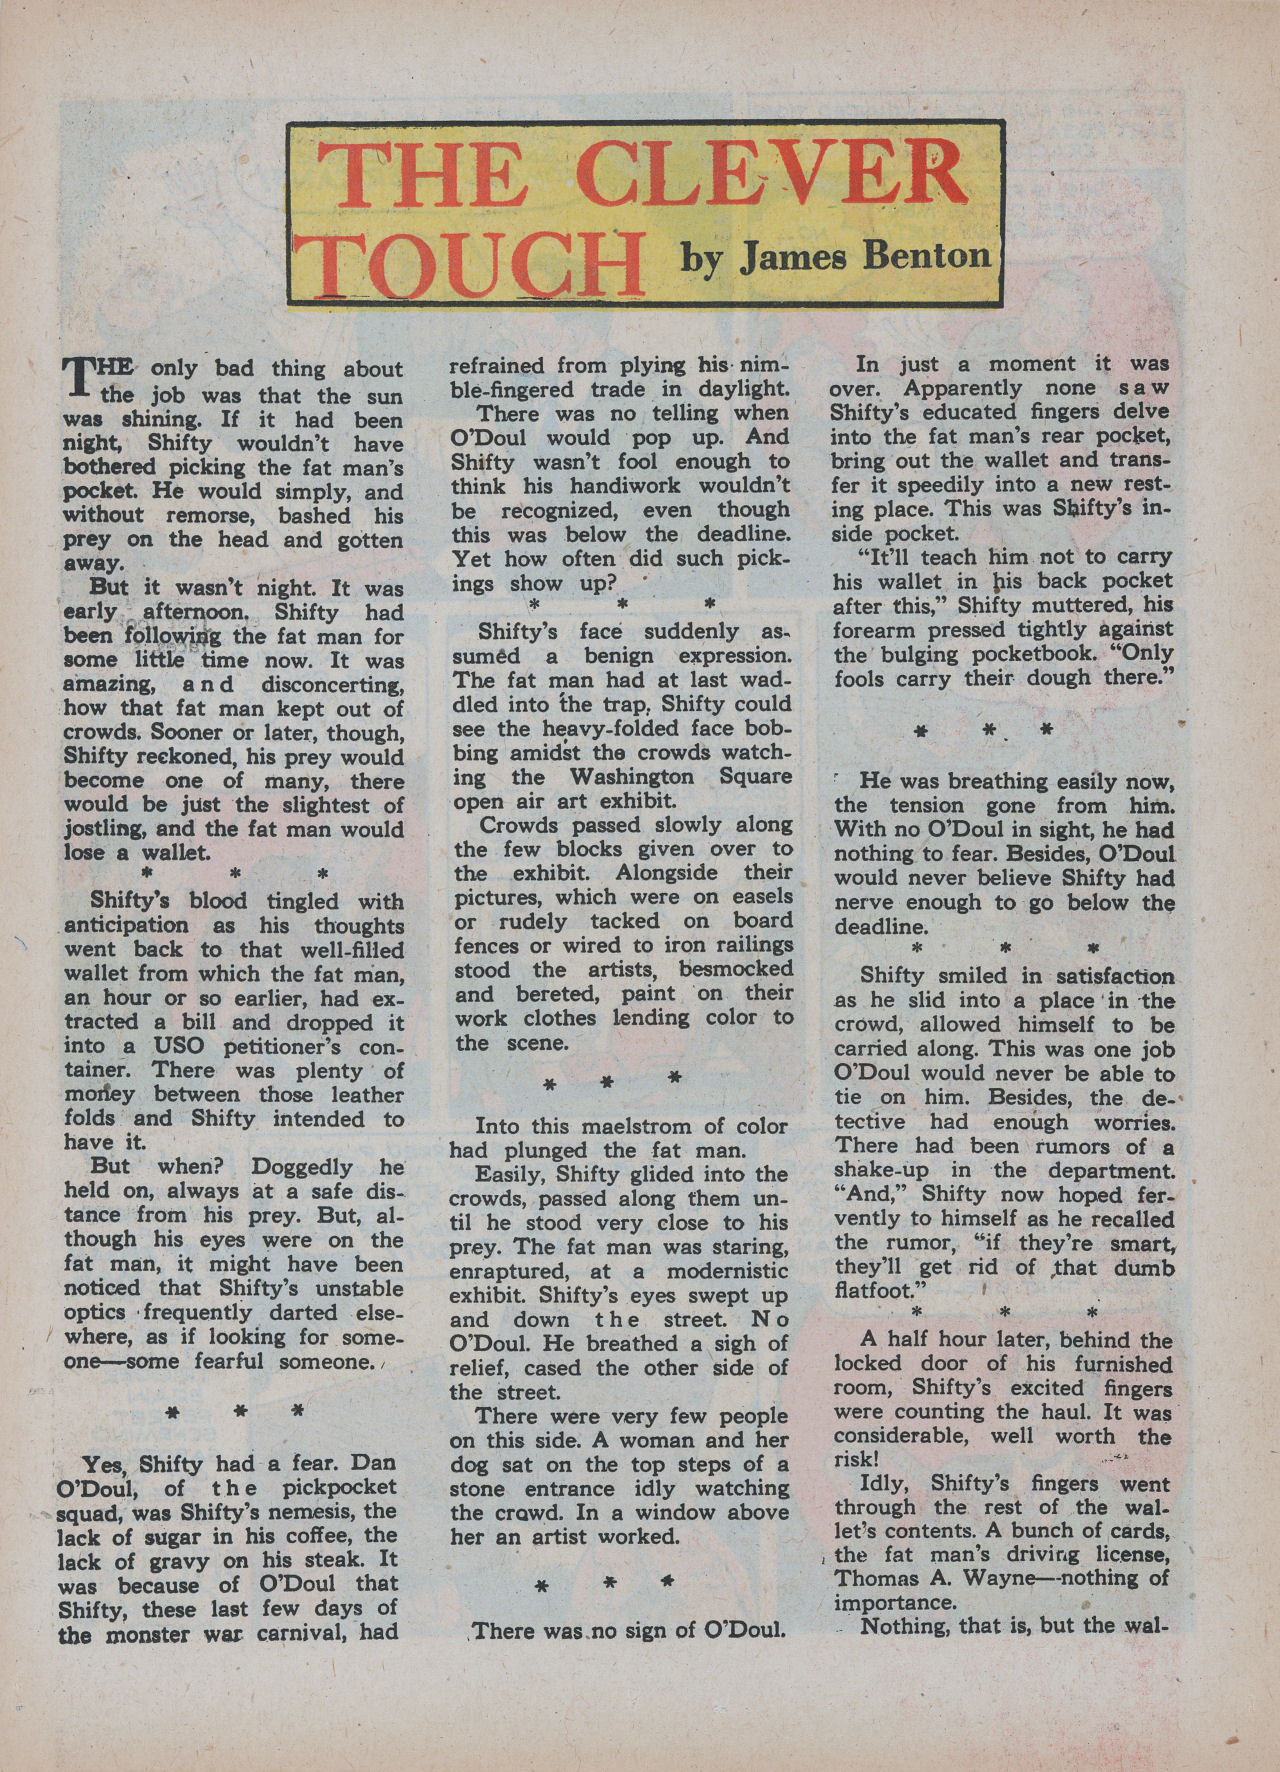 THE CLEVER
TOUCH by James Benton
THE only bad thing about
the job was that the sun
was shining. If it had been
night, Shifty wouldn't have
bothered picking the fat man's
pocket. He would simply, and
without remorse, bashed his
prey on the head and gotten
away.
But it wasn't night. It was
early afternoon. Shifty had
been following the fat man for
some little time now. It was
amazing, and disconcerting,
how that fat man kept out of
crowds. Sooner or later, though,
Shifty reckoned, his prey would
become one of many, there
would be just the slightest of
jostling, and the fat man would
lose a wallet.
* * *
Shifty's blood tingled with
anticipation as his thoughts
went back to that well-filled
wallet from which the fat man,
an hour or so earlier, had ex-
tracted a bill and dropped it
into a USO petitioner's con-
tainer. There was plenty of
money between those leather
folds and Shifty intended to
have it.
But when? Doggedly he
held on, always at a safe dis-
tance from his prey. But, al-
though his eyes were on the
fat man, it might have been
noticed that Shifty's unstable
optics frequently darted else-
where, as if looking for some-
one—some fearful someone.
* * *
Yes, Shifty had a fear. Dan
O'Doul, of the pickpocket
squad, was Shifty's nemesis, the
lack of sugar in his coffee, the
lack of gravy on his steak. It
was because of O'Doul that
Shifty, these last few days of
the monster war carnival, had
refrained from plying his nim-
ble-fingered trade in daylight.
There was no telling when
O'Doul would pop up. And
Shifty wasn't fool enough to
think his handiwork wouldn't
be recognized, even though
this was below the deadline.
Yet how often did such pick-
ings show up?
* * *
Shifty's face suddenly as-
sumed a benign expression.
The fat man had at last wad-
dled into the trap. Shifty could
see the heavy-folded face bob-
bing amidst the crowds watch-
ing the Washington Square
open air art exhibit.
Crowds passed slowly along
the few blocks given over to
the exhibit. Alongside their
pictures, which were on easels
or rudely tacked on board
fences or wired to iron railings
stood the artists, besmocked
and bereted, paint on their
work clothes lending color to
the scene.
* * *
Into this maelstrom of color
had plunged the fat man.
Easily, Shifty glided into the
crowds, passed along them un-
til he stood very close to his
prey. The fat man was staring,
enraptured, at a modernistic
exhibit. Shifty's eyes swept up
and down the street. No
O'Doul. He breathed a sigh of
relief, cased the other side of
the street.
There were very few people
on this side. A woman and her
dog sat on the top steps of a
stone entrance idly watching
the crowd. In a window above
her an artist worked.
* * *
There was no sign of O'Doul.
In just a moment it was
over. Apparently none saw
Shifty's educated fingers delve
into the fat man's rear pocket,
bring out the wallet and trans-
fer it speedily into a new rest-
ing place. This was Shifty's in-
side pocket.
"It'll teach him not to carry
his wallet in his back pocket
after this," Shifty muttered, his
forearm pressed tightly against
the bulging pocketbook. "Only
fools carry their dough there."
* * *
He was breathing easily now,
the tension gone from him.
With no O'Doul in sight, he had
nothing to fear. Besides, O'Doul
would never believe Shifty had
nerve enough to go below the
deadline.
* * *
Shifty smiled in satisfaction
as he slid into a place in the
crowd, allowed himself to be
carried along. This was one job
O'Doul would never be able to
tie on him. Besides, the de-
tective had enough worries.
There had been rumors of a
shake-up in the department.
"And," Shifty now hoped fer-
vently to himself as he recalled
the rumor, "if they're smart,
they'll get rid of that dumb
flatfoot."
* * *
A half hour later, behind the
locked door of his furnished
room, Shifty's excited fingers
were counting the haul. It was
considerable, well worth the
risk!
Idly, Shifty's fingers went
through the rest of the wal-
let's contents. A bunch of cards,
the fat man's driving license,
Thomas A. Wayne—nothing of
importance.
Nothing, that is, but the wal-